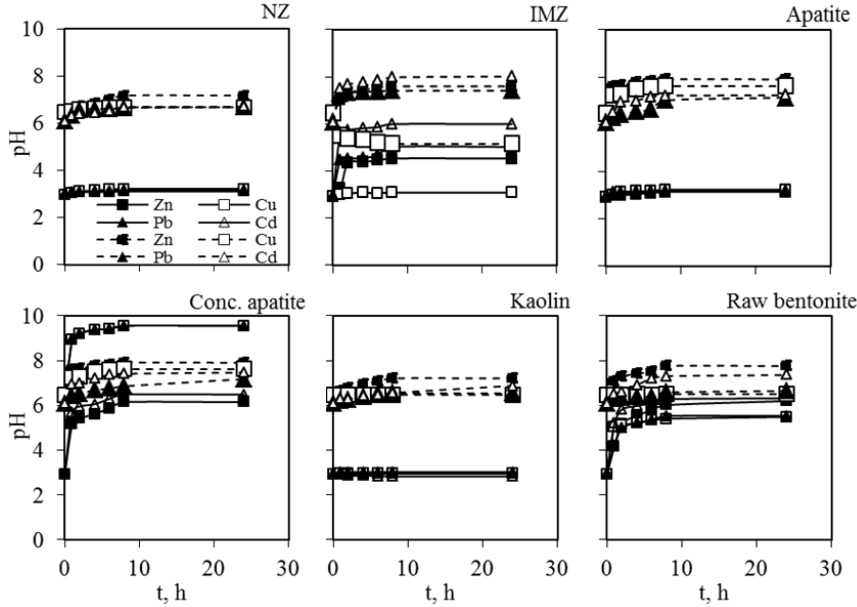 NZ
IMZ
Apatite
10
8
6
4
2
0
pH
Zn Cu
Pb Cd
Zn Cu
Pb Cd
Conc. apatite
Kaolin
Raw bentonite
10
8
6
4
2
0
pH
0 10 20 30
0 10 20 30
0 10 20 30
t, h
t, h
t, h